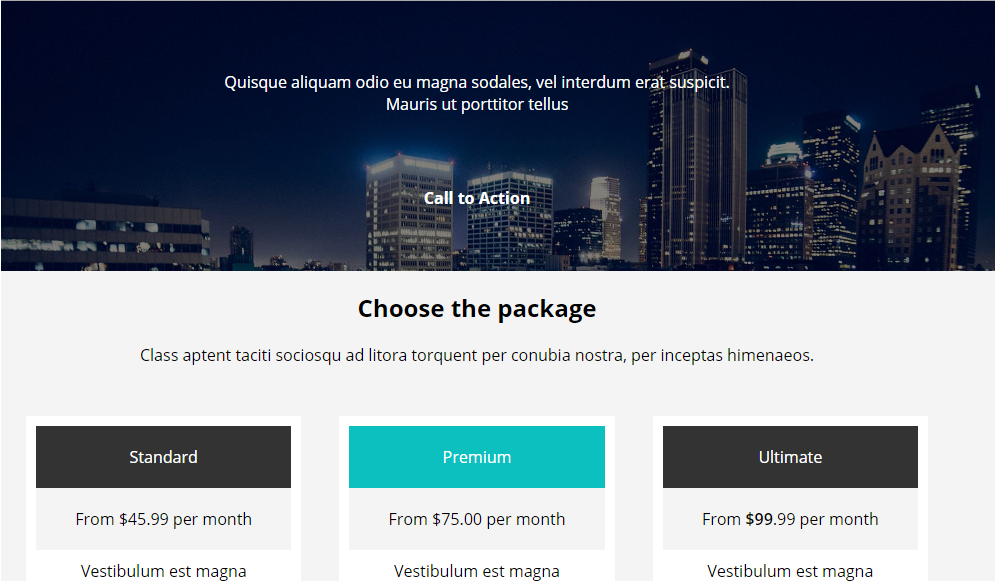 Quisque aliquam odio eu magna sodales, vel interdum erat suspicit.
Mauris ut porttitor tellus
Call to Action
Choose the package
Class aptent taciti sociosqu ad litora torquent per conubia nostra, per inceptas himenaeos.
Standard
Premium
Ultimate
From $45.99 per month
From $75.00 per month
From $99.99 per month
Vestibulum est magna
Vestibulum est magna
Vestibulum est magna